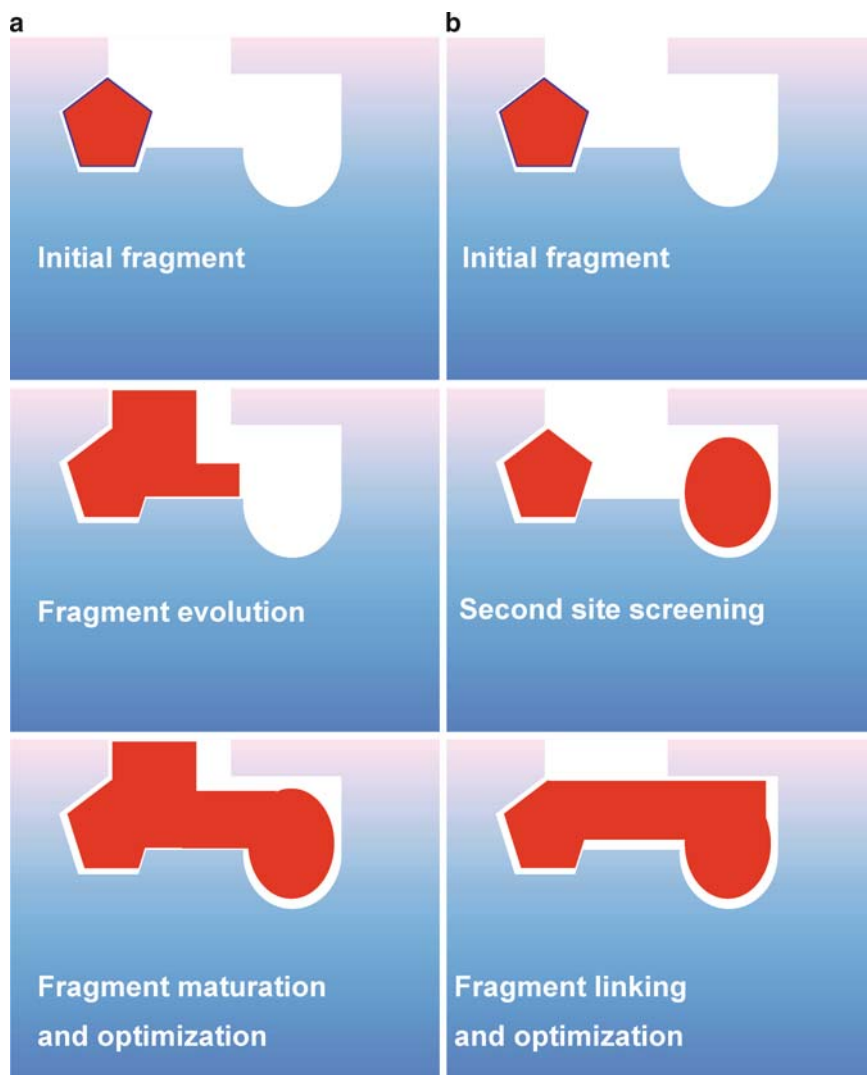 a
Initial fragment
Fragment evolution
Fragment maturation
and optimization
b
Initial fragment
Second site screening
Fragment linking
and optimization